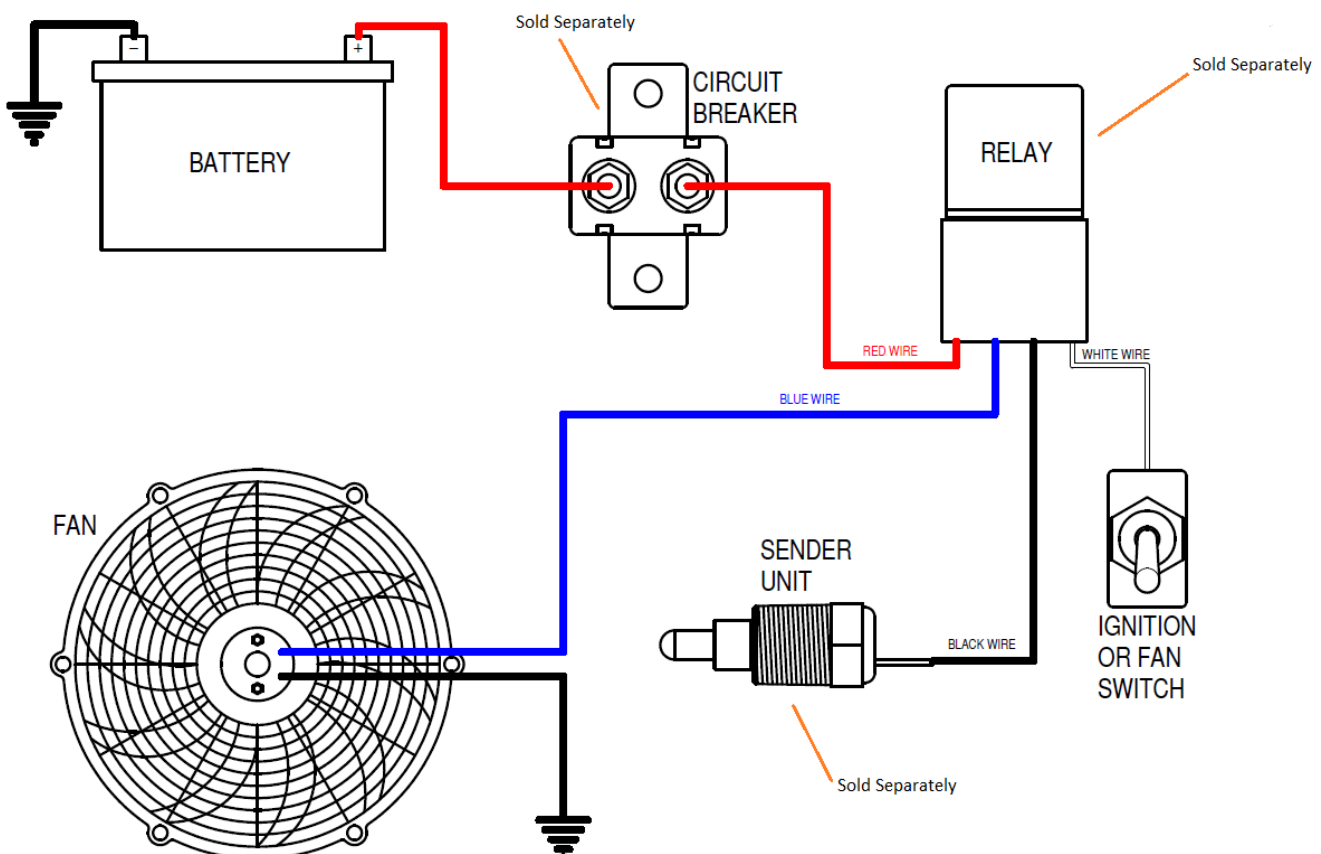 Sold Separately
Sold Separately
− +
CIRCUIT
BREAKER
BATTERY
RELAY
RED WIRE
WHITE WIRE
BLUE WIRE
FAN
SENDER
UNIT
BLACK WIRE
IGNITION
OR FAN
SWITCH
Sold Separately